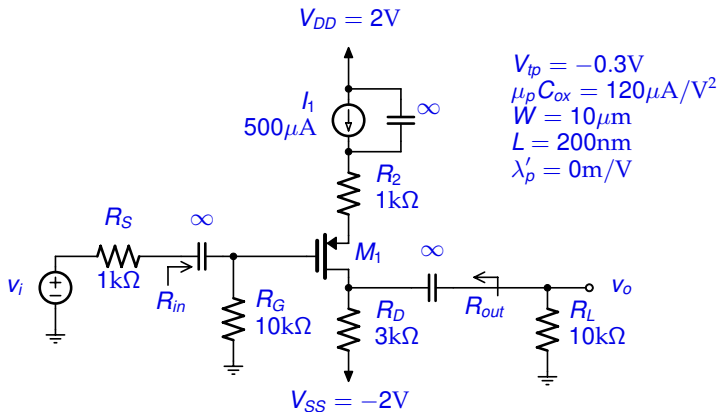 V_DD = 2V
V_tp = −0.3V
μ_pC_ox = 120μA/V²
W = 10μm
L = 200nm
λ′_p = 0m/V
I_1
500μA
∞
R_2
1kΩ
R_S
1kΩ
∞
M_1
∞
v_i
R_in
R_G
10kΩ
R_D
3kΩ
R_out
v_o
R_L
10kΩ
V_SS = −2V